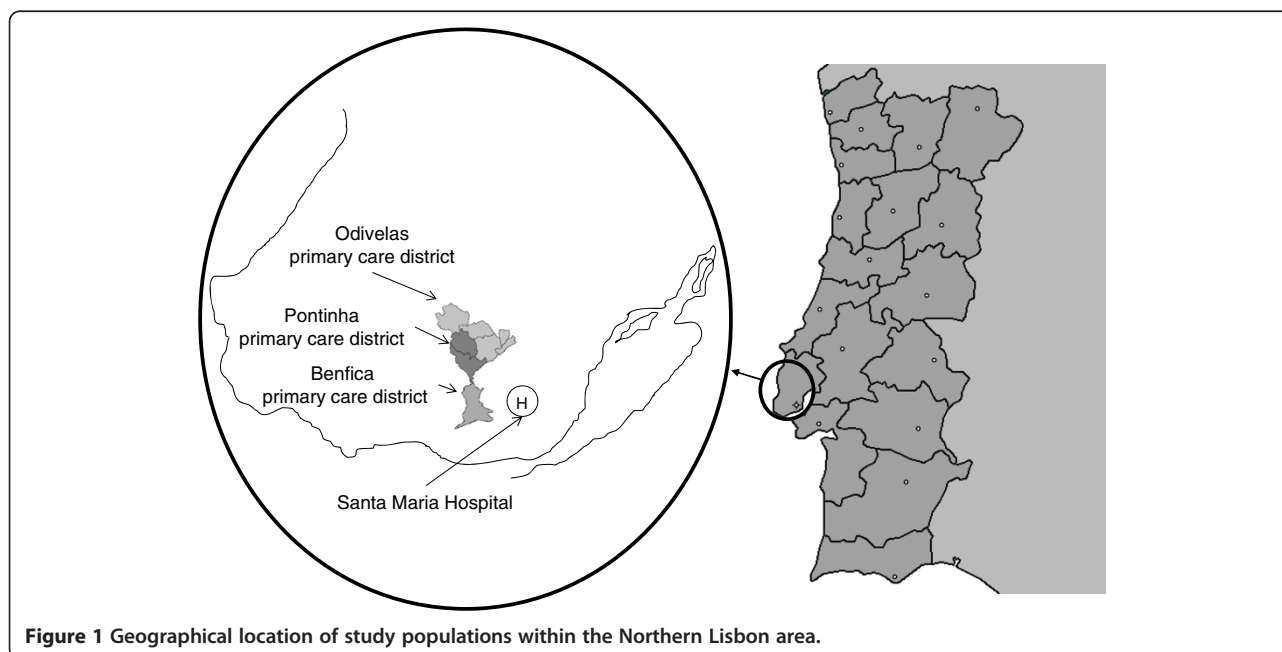 Odivelas
primary care district
Pontinha
primary care district
Benfica
primary care district
H
Santa Maria Hospital
Figure 1 Geographical location of study populations within the Northern Lisbon area.